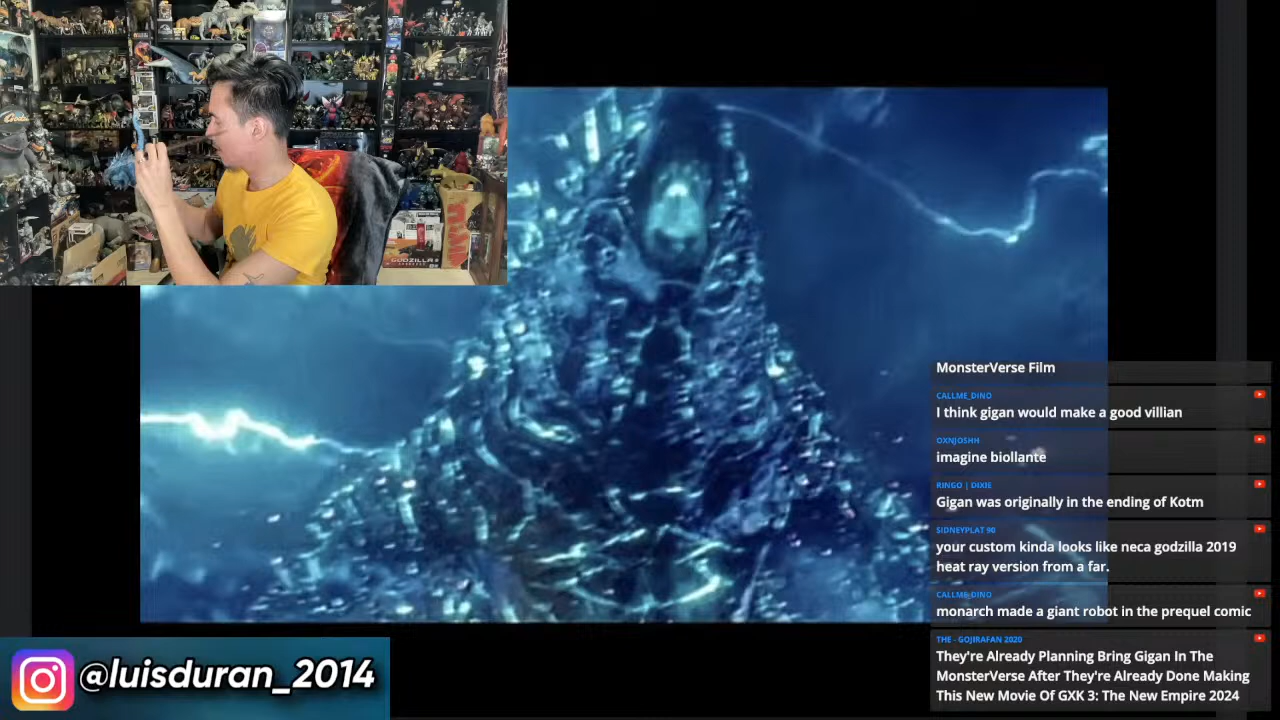 MonsterVerse Film
CALLME_DINO
I think gigan would make a good villian
OXNJOSHH
imagine biollante
RINGO | DIXIE
Gigan was originally in the ending of Kotm
SIDNEYPLAT 90
your custom kinda looks like neca godzilla 2019
heat ray version from a far.
CALLME_DINO
monarch made a giant robot in the prequel comic
THE - GOJIRAFAN 2020
They're Already Planning Bring Gigan In The
MonsterVerse After They're Already Done Making
This New Movie Of GXK 3: The New Empire 2024
@luisduran_2014
GODZILLA